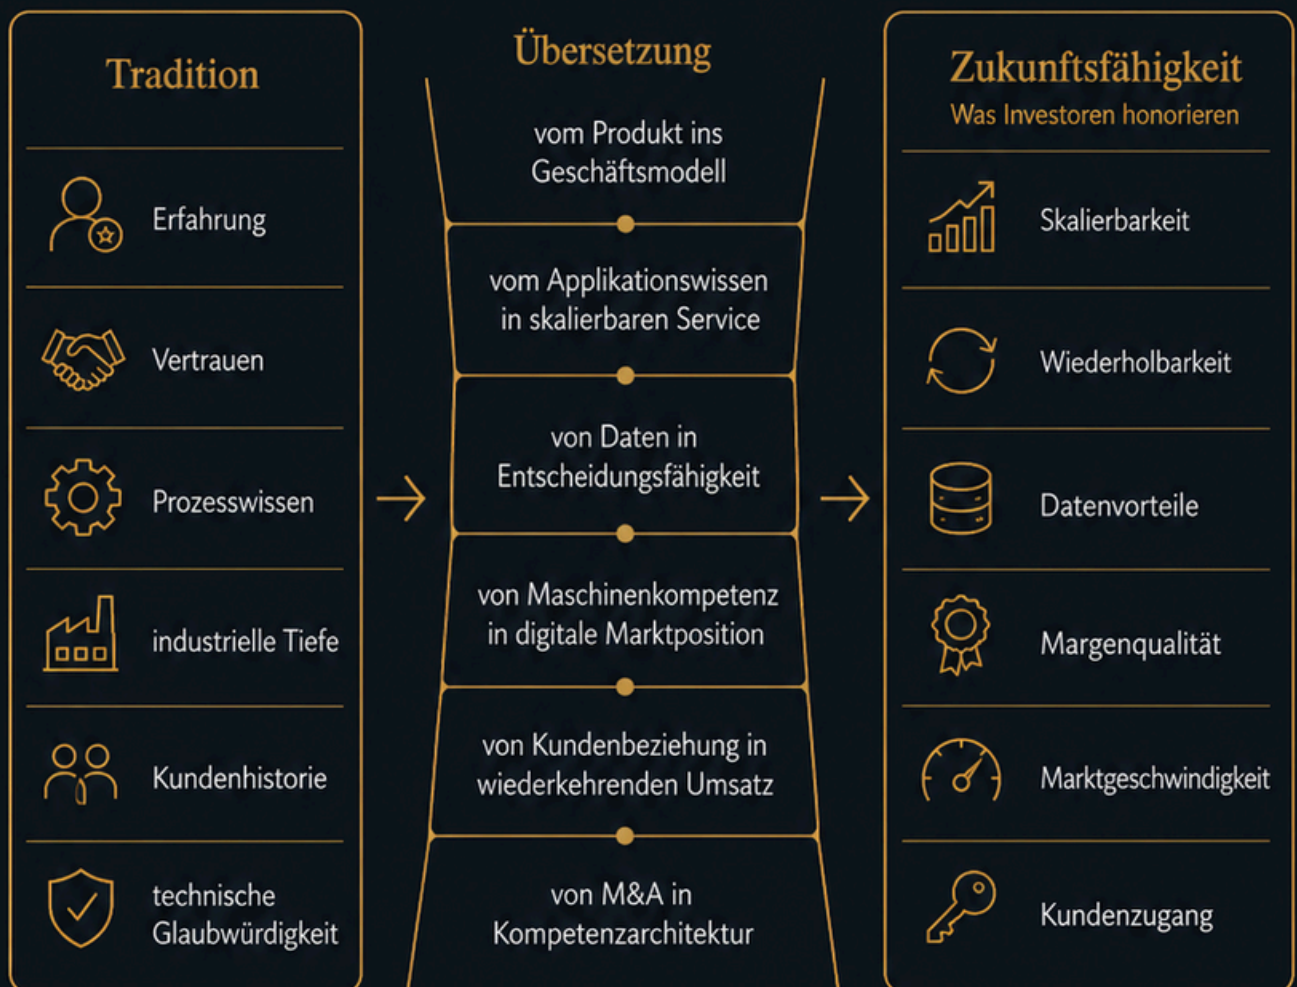 Tradition
Erfahrung
Vertrauen
Prozesswissen
industrielle Tiefe
Kundenhistorie
technische
Glaubwürdigkeit
Übersetzung
vom Produkt ins
Geschäftsmodell
vom Applikationswissen
in skalierbaren Service
von Daten in
Entscheidungsfähigkeit
von Maschinenkompetenz
in digitale Marktposition
von Kundenbeziehung in
wiederkehrenden Umsatz
von M&A in
Kompetenzarchitektur
Zukunftsfähigkeit
Was Investoren honorieren
Skalierbarkeit
Wiederholbarkeit
Datenvorteile
Margenqualität
Marktgeschwindigkeit
Kundenzugang